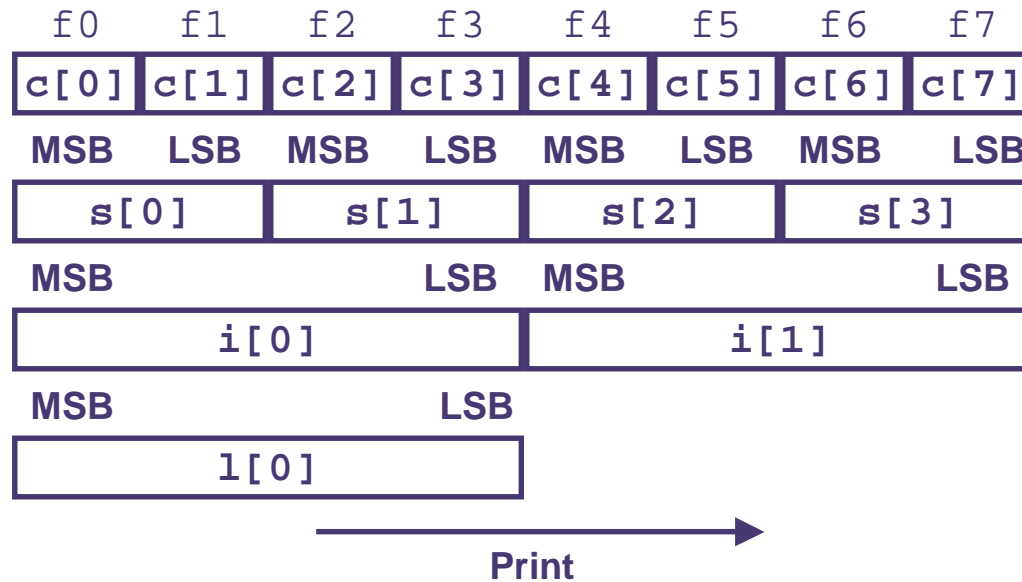 f0 f1 f2 f3 f4 f5 f6 f7
c[0] c[1] c[2] c[3] c[4] c[5] c[6] c[7]
MSB LSB MSB LSB MSB LSB MSB LSB
s[0] s[1] s[2] s[3]
MSB LSB MSB LSB
i[0] i[1]
MSB LSB
l[0]
Print